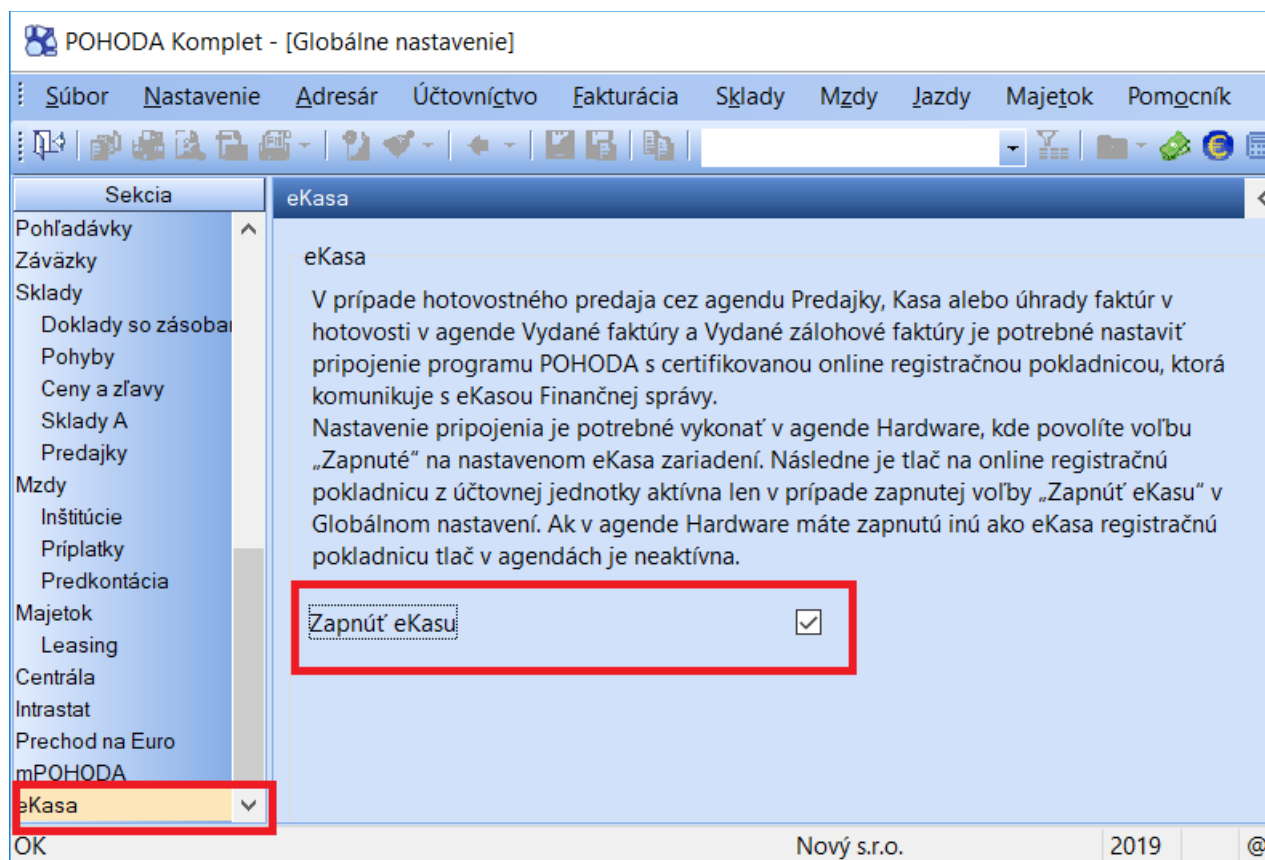 POHODA Komplet - [Globálne nastavenie]
Súbor Nastavenie Adresár Účtovníctvo Fakturácia Sklady Mzdy Jazdy Majetok Pomocník
Sekcia
Pohľadávky
Záväzky
Sklady
Doklady so zásobai
Pohyby
Ceny a zľavy
Sklady A
Predajky
Mzdy
Inštitúcie
Príplatky
Predkontácia
Majetok
Leasing
Centrála
Intrastat
Prechod na Euro
mPOHODA
eKasa
eKasa
eKasa
V prípade hotovostného predaja cez agendu Predajky, Kasa alebo úhrady faktúr v
hotovosti v agende Vydané faktúry a Vydané zálohové faktúry je potrebné nastaviť
pripojenie programu POHODA s certifikovanou online registračnou pokladnicou, ktorá
komunikuje s eKasou Finančnej správy.
Nastavenie pripojenia je potrebné vykonať v agende Hardware, kde povolíte voľbu
„Zapnuté“ na nastavenom eKasa zariadení. Následne je tlač na online registračnú
pokladnicu z účtovnej jednotky aktívna len v prípade zapnutej voľby „Zapnúť eKasu“ v
Globálnom nastavení. Ak v agende Hardware máte zapnutú inú ako eKasa registračnú
pokladnicu tlač v agendách je neaktívna.
Zapnúť eKasu
OK Nový s.r.o. 2019 @